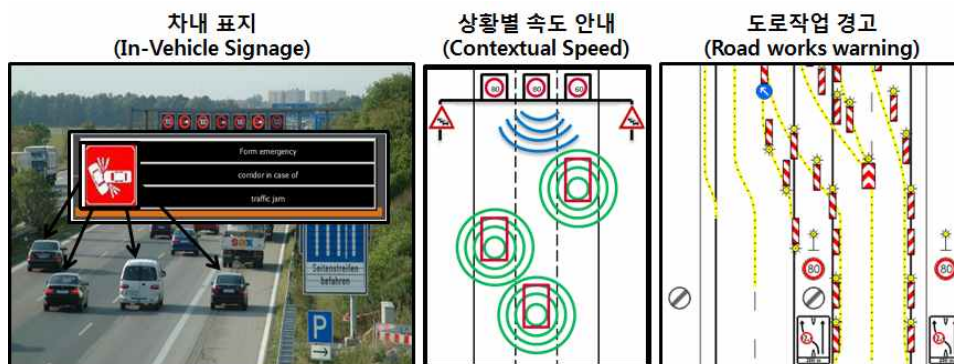 차내 표지
(In-Vehicle Signage)
상황별 속도 안내
(Contextual Speed)
도로작업 경고
(Road works warning)
Form emergency
corridor in case of
traffic jam
Seitenstreifen
befahren
P
80
80
60
80
80